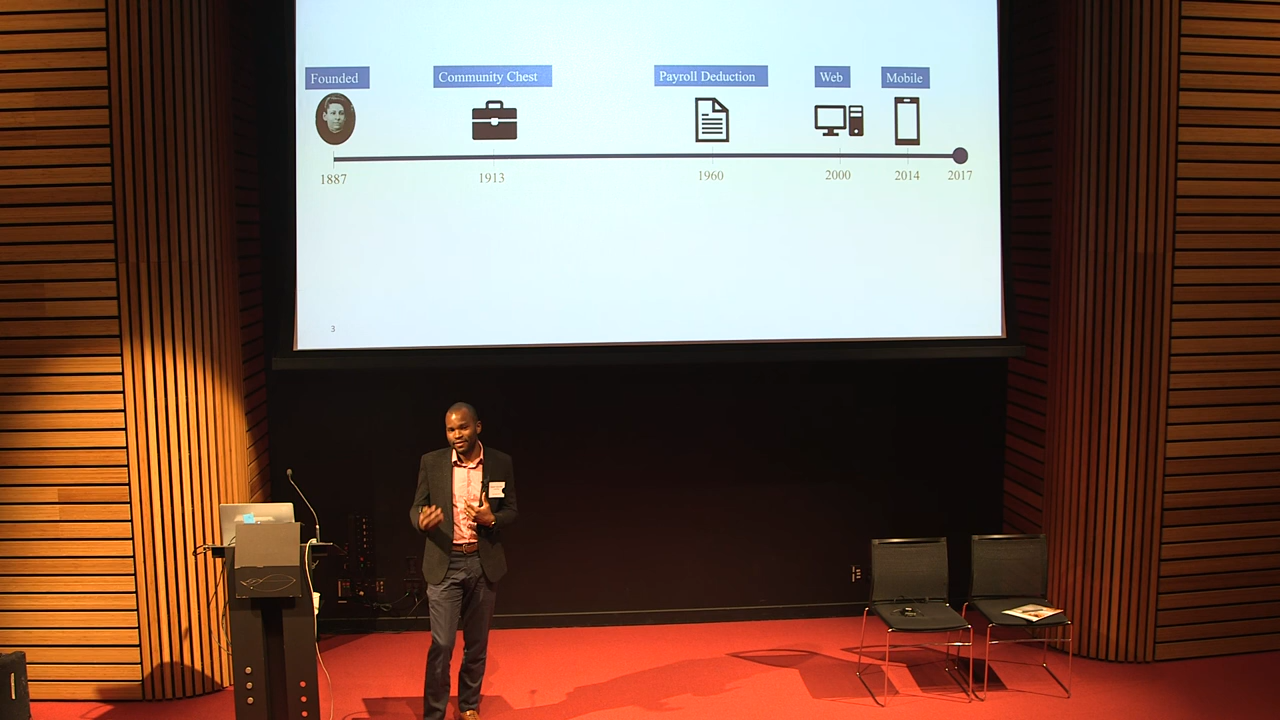 Founded
Community Chest
Payroll Deduction
Web
Mobile
1887
1913
1960
2000
2014
2017
3